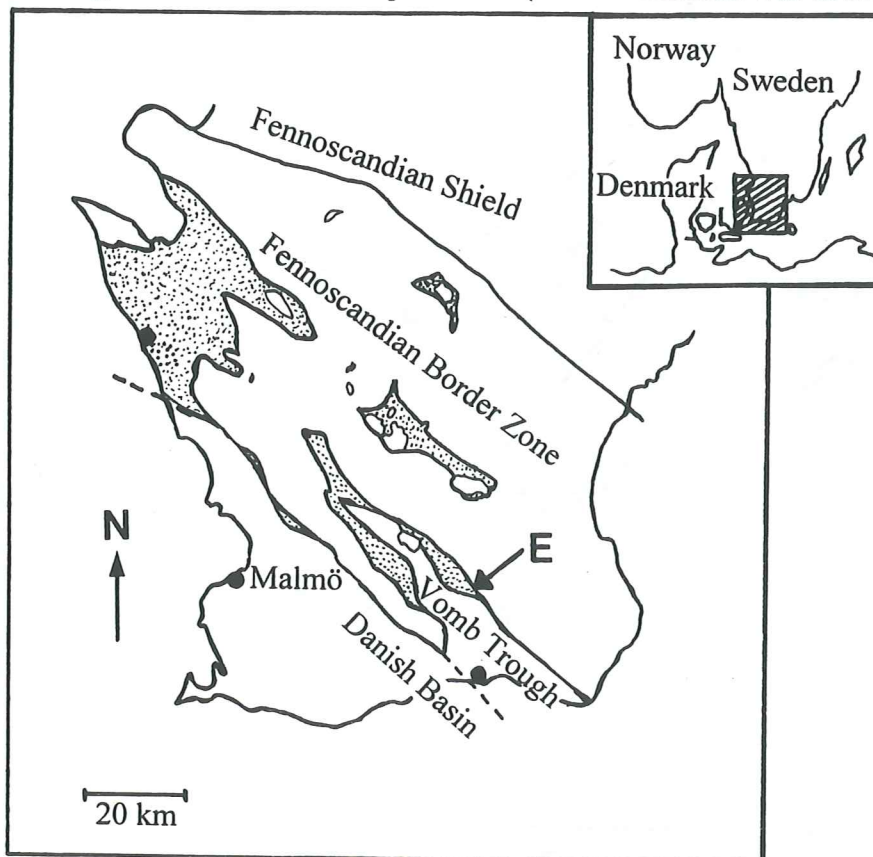 Norway
Sweden
Denmark
Fennoscandian Shield
Fennoscandian Border Zone
N
E
Malmö
Vomb Trough
Danish Basin
20 km